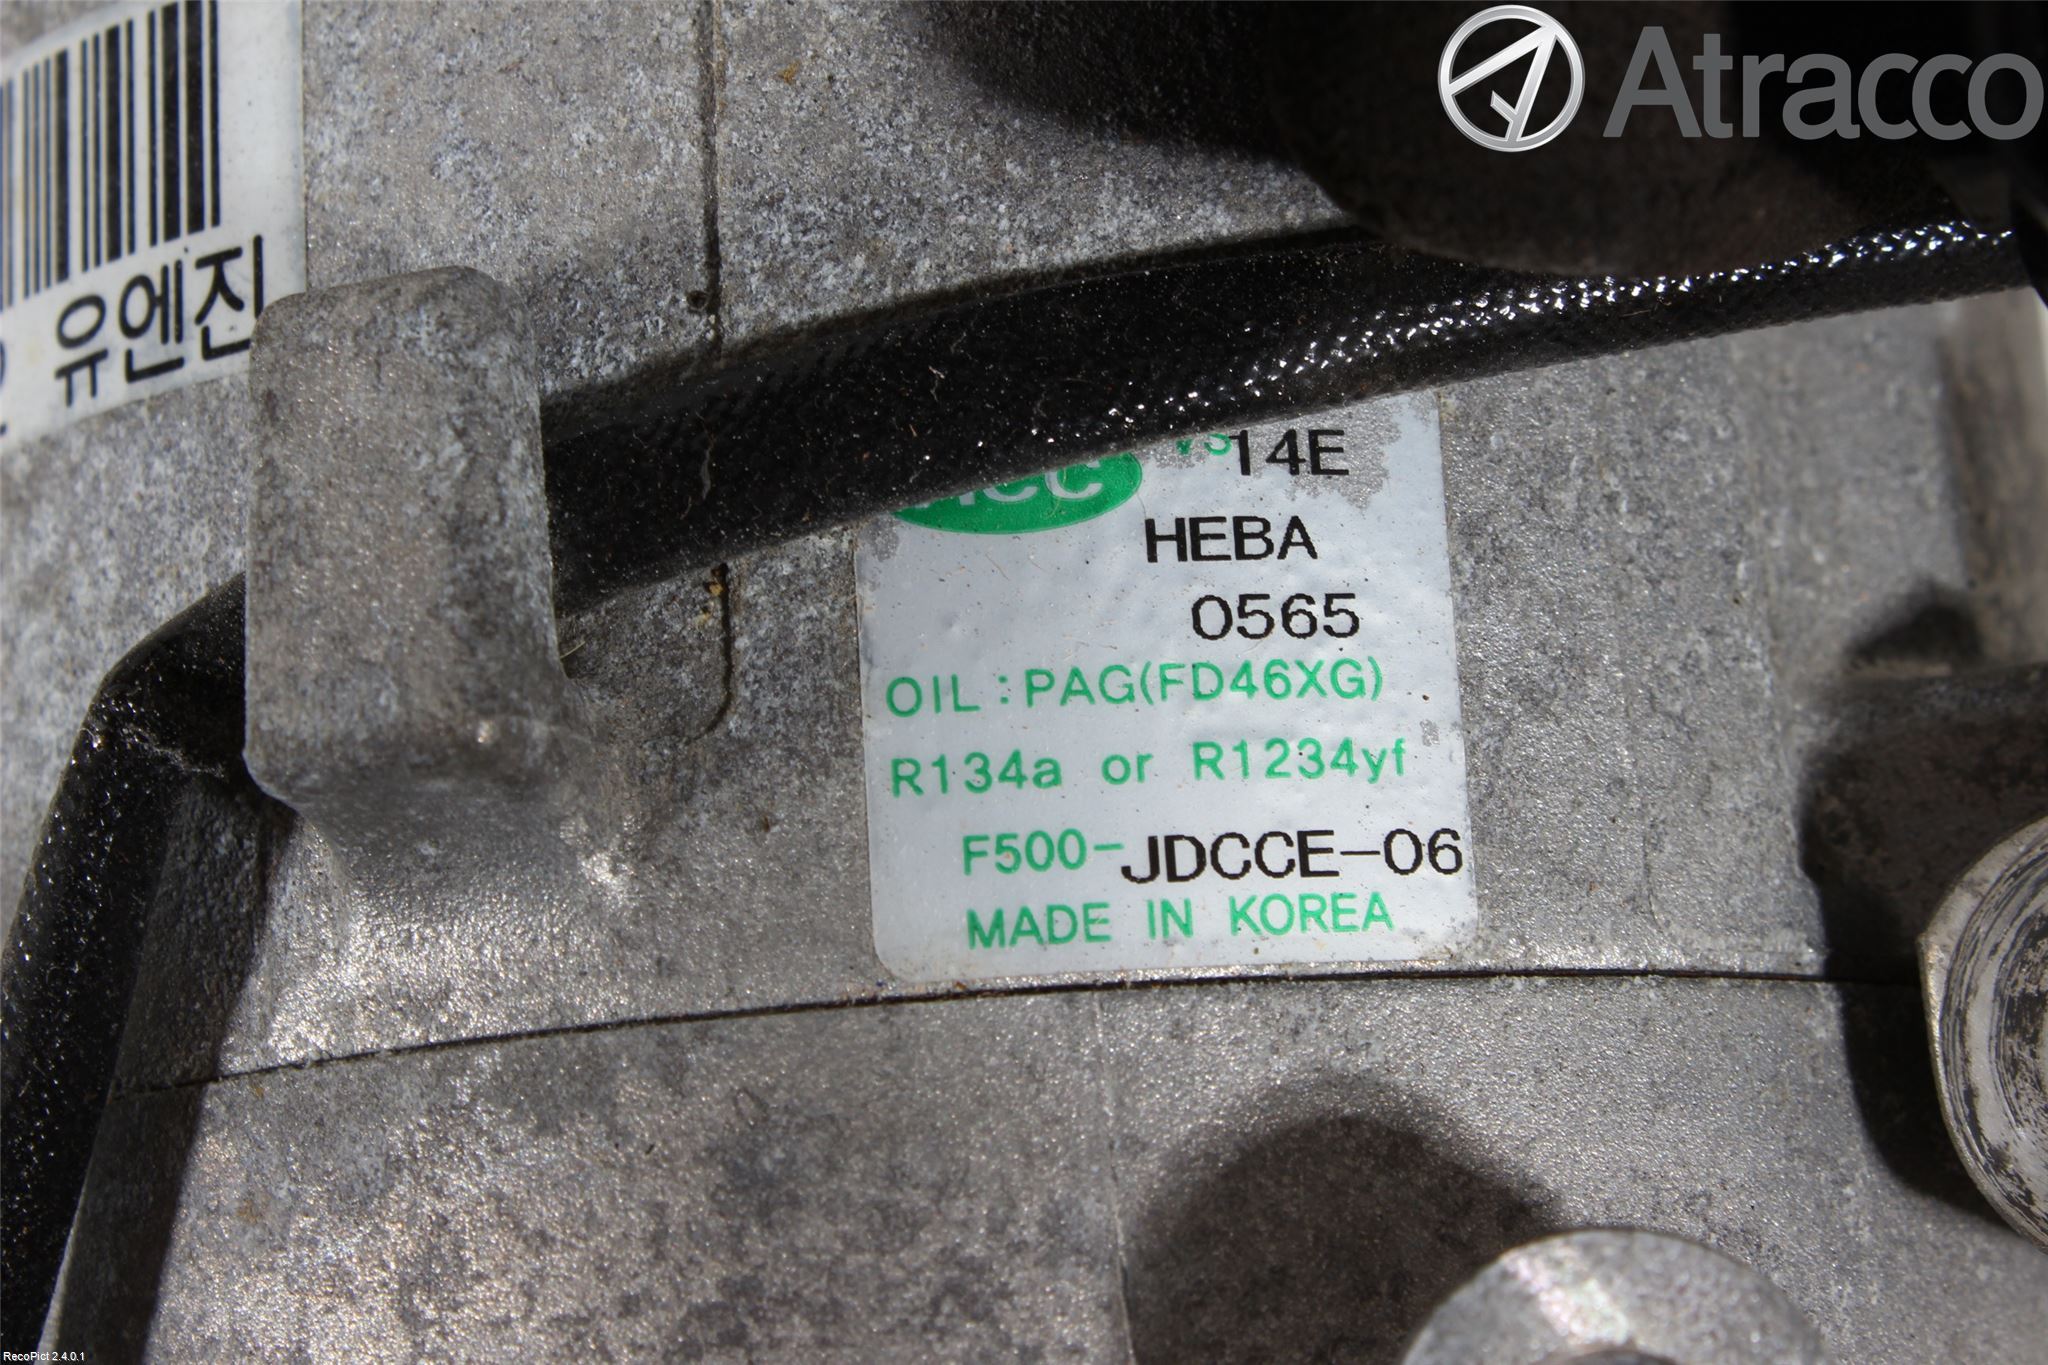 Atracco
유엔진
14E
HEBA
0565
OIL : PAG(FD46XG)
R134a or R1234yf
F500-JDCCE-06
MADE IN KOREA
RecoPict 2.4.0.1